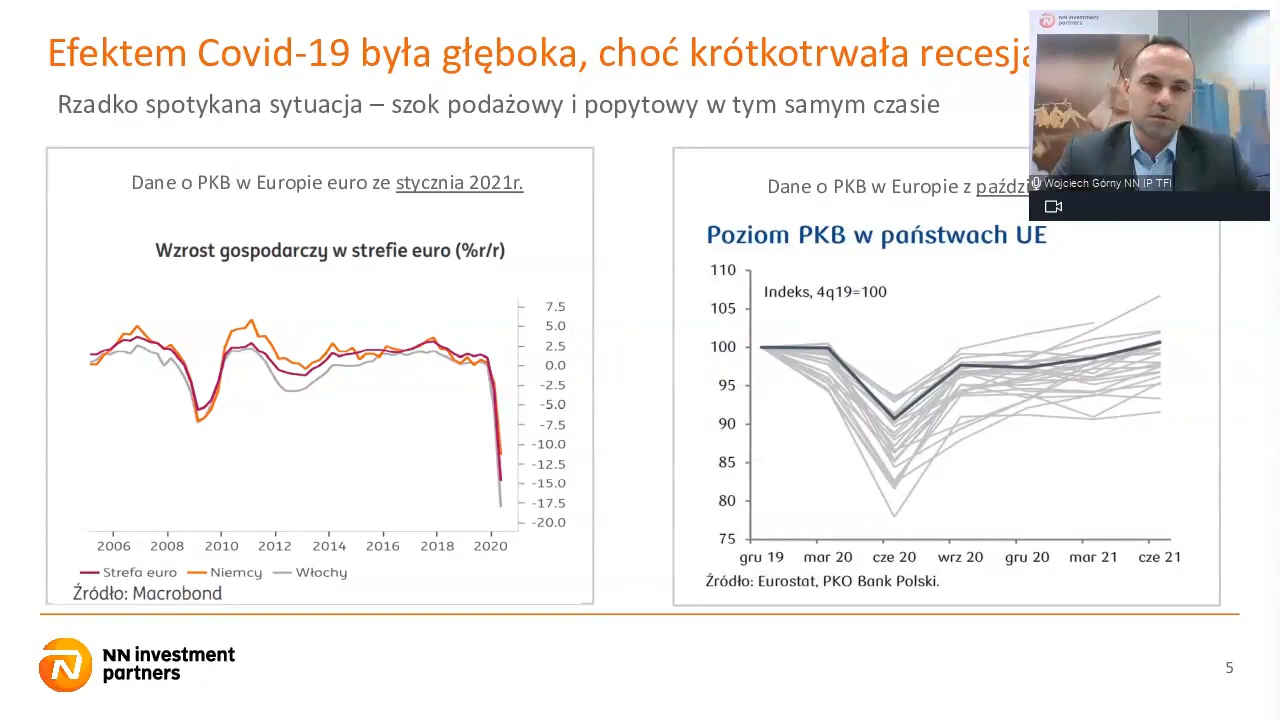 Efektem Covid-19 była głęboka, choć krótkotrwała recesja
Rzadko spotykana sytuacja – szok podażowy i popytowy w tym samym czasie
NN investment
partners
Wojciech Górny NN IP TFI
Dane o PKB w Europie euro ze stycznia 2021r.
Wzrost gospodarczy w strefie euro (%r/r)
7.5
5.0
2.5
0.0
-2.5
-5.0
-7.5
-10.0
-12.5
-15.0
-17.5
-20.0
2006 2008 2010 2012 2014 2016 2018 2020
Strefa euro Niemcy Włochy
Źródło: Macrobond
Dane o PKB w Europie z
Poziom PKB w państwach UE
Indeks, 4q19=100
110
105
100
95
90
85
80
75
gru 19 mar 20 cze 20 wrz 20 gru 20 mar 21 cze 21
Źródło: Eurostat, PKO Bank Polski.
NN investment
partners
5